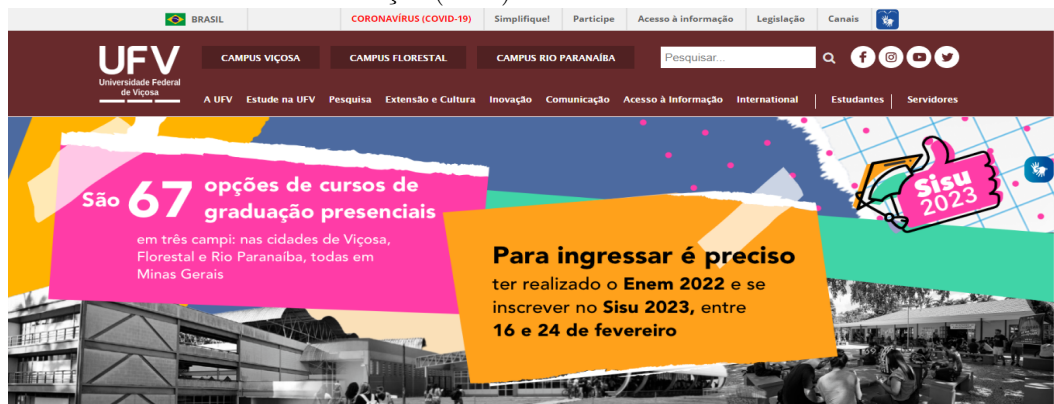 BRASIL CORONAVÍRUS (COVID-19) Simplifique! Participe Acesso à informação Legislação Canais
UFV
Universidade Federal
de Viçosa
CAMPUS VIÇOSA CAMPUS FLORESTAL CAMPUS RIO PARANAÍBA Pesquisar...
A UFV Estude na UFV Pesquisa Extensão e Cultura Inovação Comunicação Acesso à Informação International Estudantes Servidores
São 67 opções de cursos de
graduação presenciais
em três campi: nas cidades de Viçosa,
Florestal e Rio Paranaíba, todas em
Minas Gerais
Para ingressar é preciso
ter realizado o Enem 2022 e se
inscrever no Sisu 2023, entre
16 e 24 de fevereiro
Sisu
2023